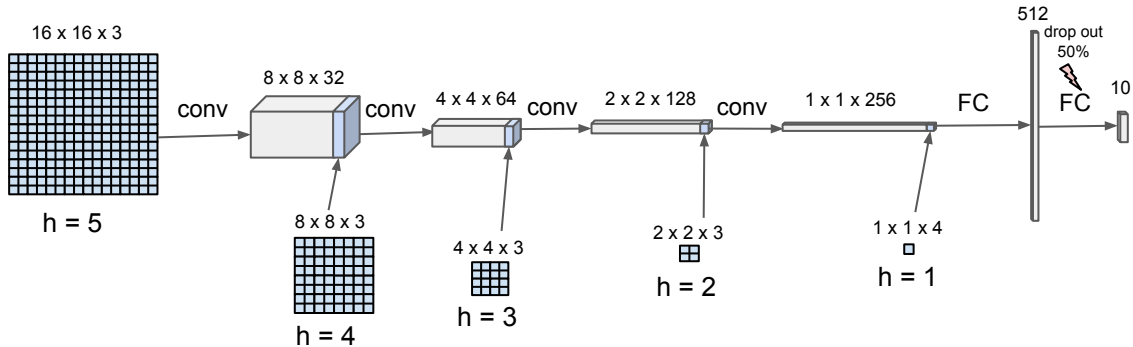 16 x 16 x 3
h = 5
conv
8 x 8 x 32
8 x 8 x 3
h = 4
conv
4 x 4 x 64
4 x 4 x 3
h = 3
conv
2 x 2 x 128
2 x 2 x 3
h = 2
conv
1 x 1 x 256
1 x 1 x 4
h = 1
FC
512
drop out
50%
FC
10